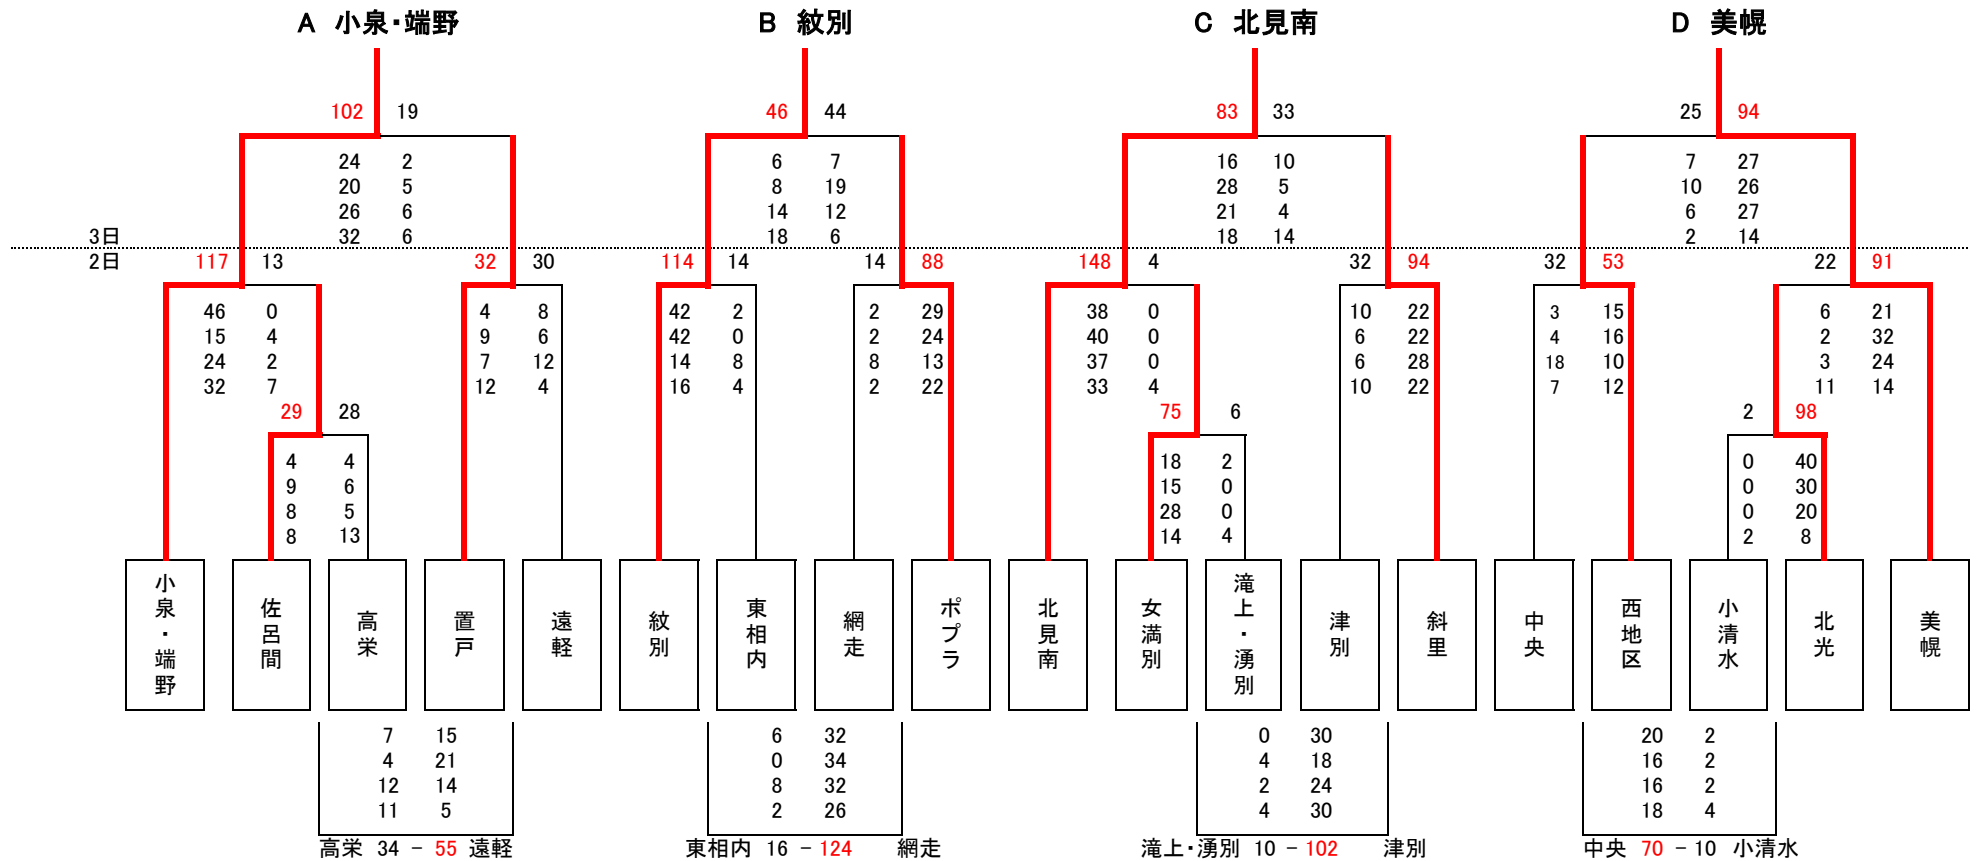 A 小泉・端野 B 紋別 C 北見南 D 美幌
102 19 46 44 83 33 25 94
24 2 6 7 16 10 7 27
20 5 8 19 28 5 10 26
26 6 14 12 21 4 6 27
3日 32 6 18 6 18 14 2 14
2日 117 13 32 30 114 14 14 88 148 4 32 94 32 53 22 91
46 0 4 8 42 2 2 29 38 0 10 22 3 15 6 21
15 4 9 6 42 0 2 24 40 0 6 22 4 16 2 32
24 2 7 12 14 8 8 13 37 0 6 28 18 10 3 24
32 7 12 4 16 4 2 22 33 4 10 22 7 12 11 14
29 28 75 6 2 98
4 4 18 2 0 40
9 6 15 0 0 30
8 5 28 0 0 20
8 13 14 4 2 8
小泉・端野
佐呂間
高栄
置戸
遠軽
紋別
東相内
網走
ポプラ
北見南
女満別
滝上・湧別
津別
斜里
中央
西地区
小清水
北光
美幌
7 15 6 32 0 30 20 2
4 21 0 34 4 18 16 2
12 14 8 32 2 24 16 2
11 5 2 26 4 30 18 4
高栄 34 - 55 遠軽 東相内 16 - 124 網走 滝上・湧別 10 - 102 津別 中央 70 - 10 小清水